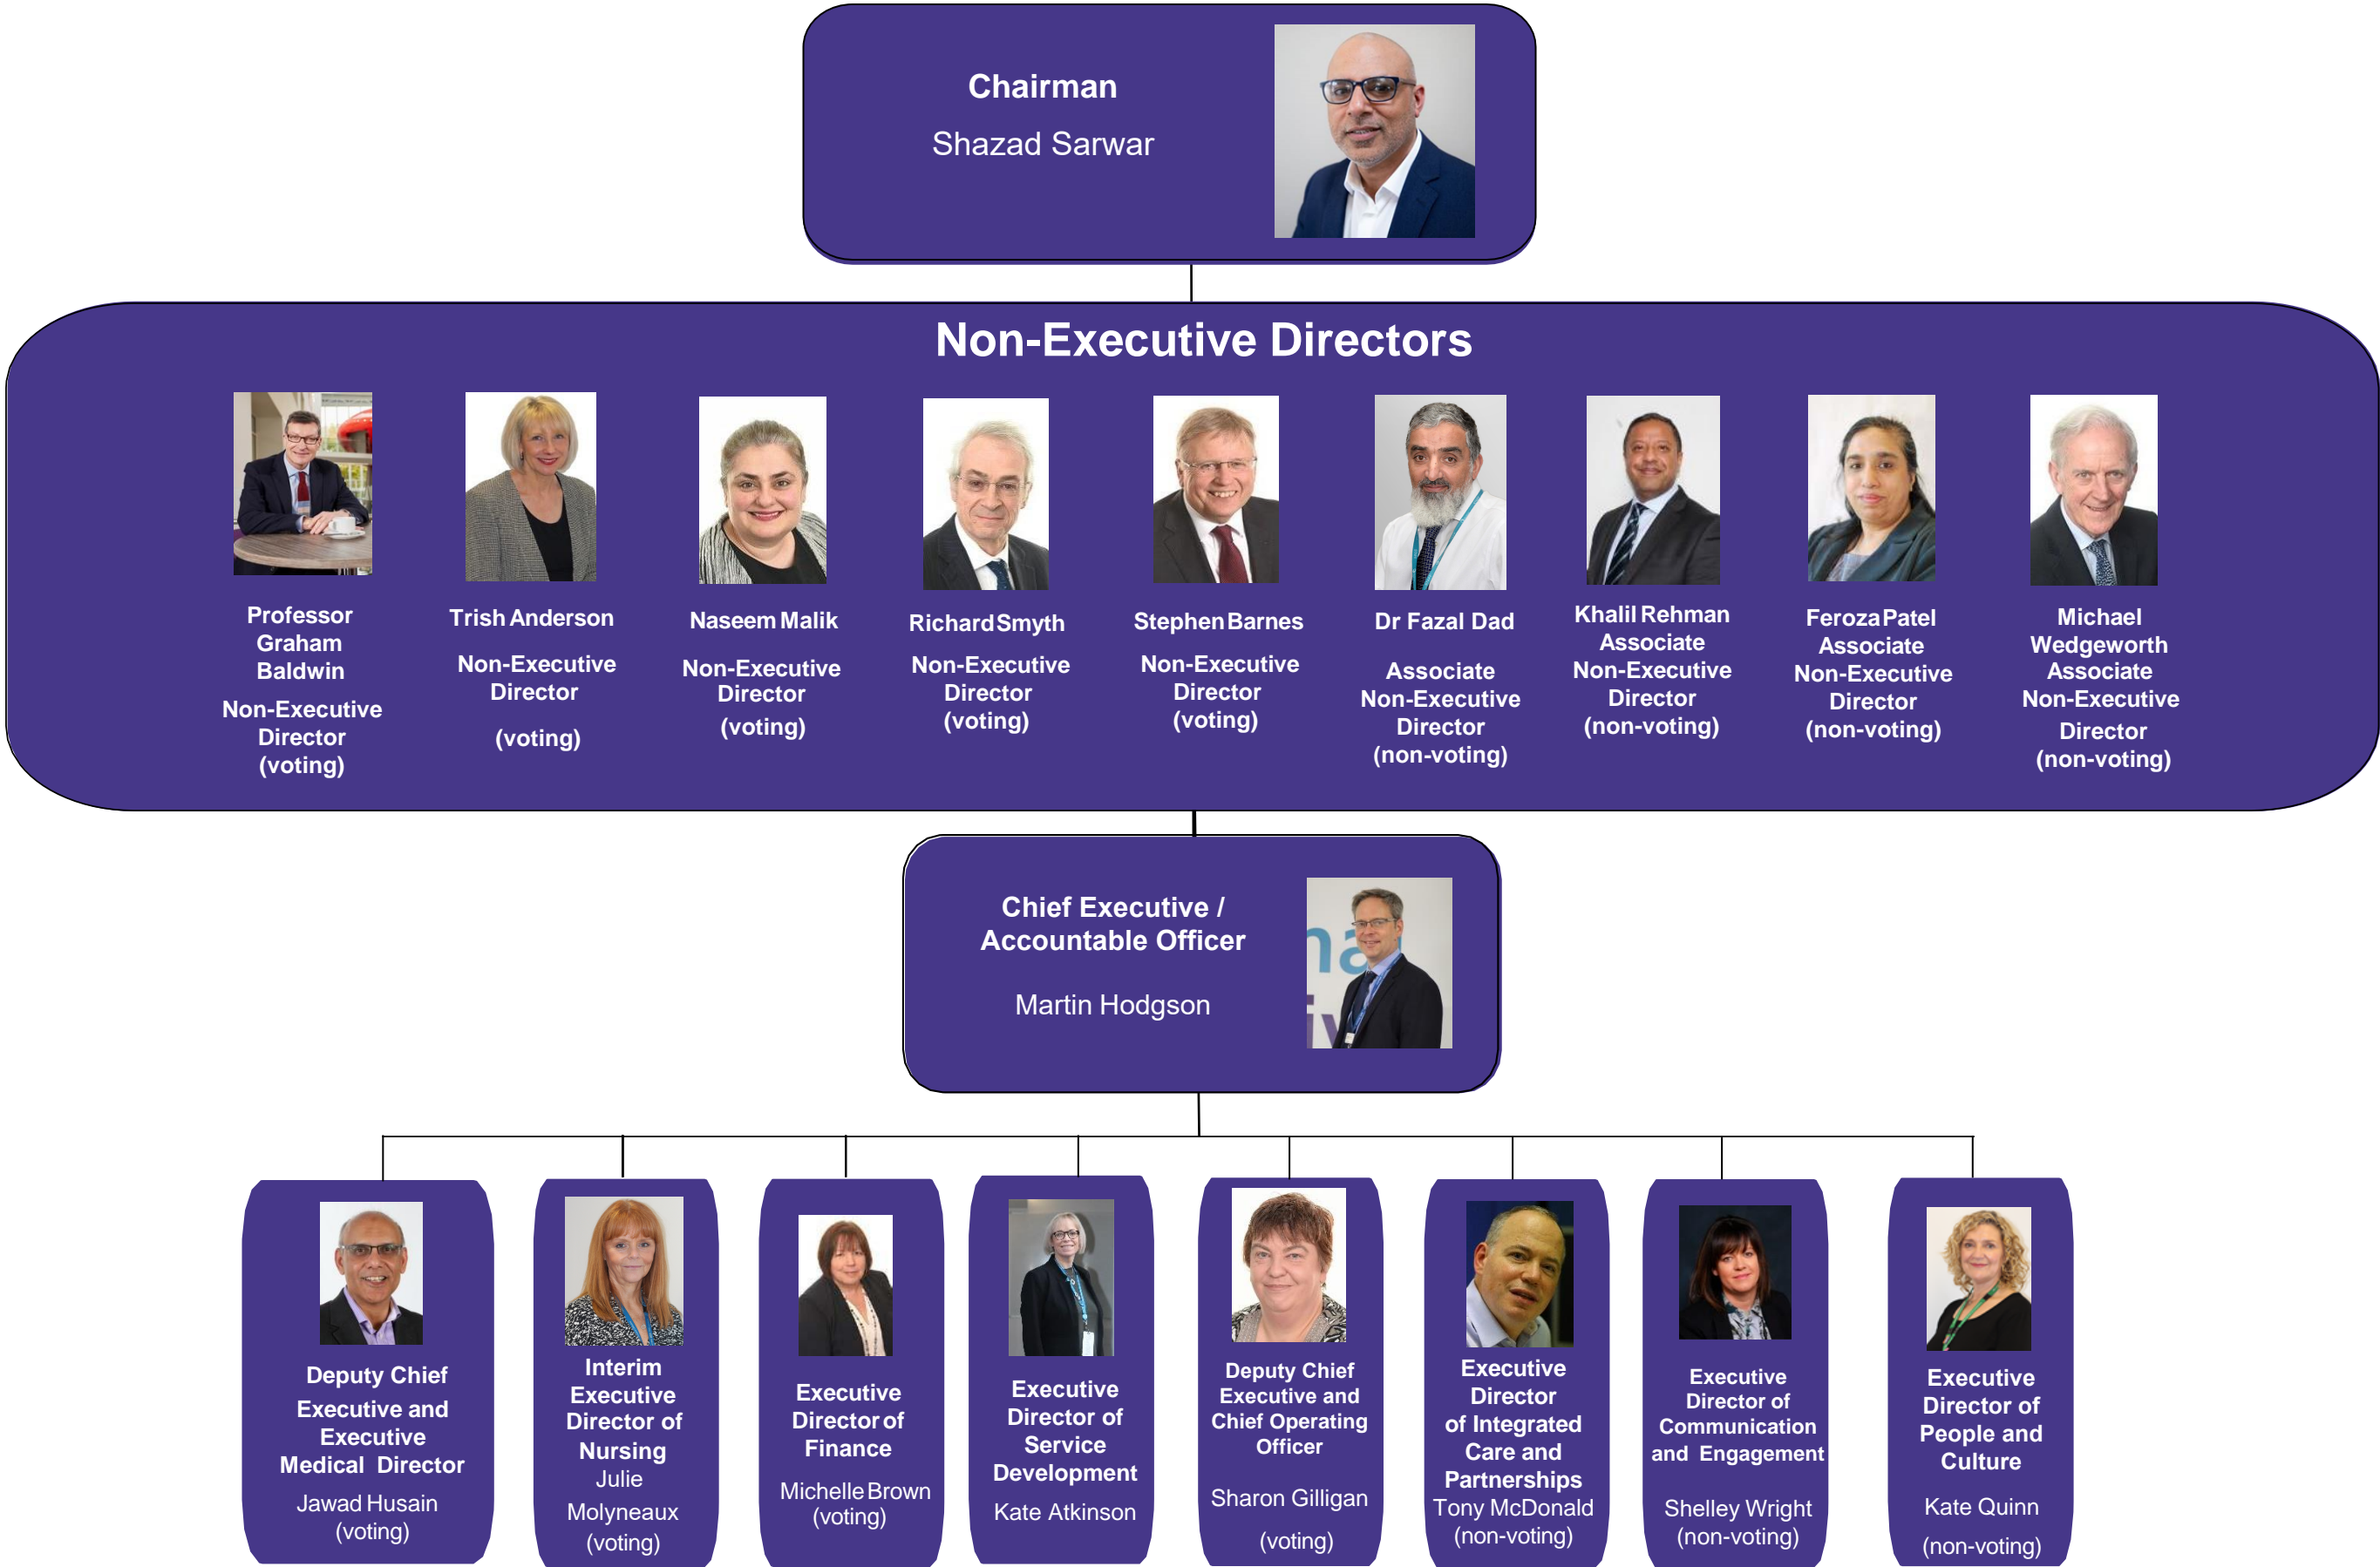 Chairman
Shazad Sarwar
Non-Executive Directors
Professor
Graham
Baldwin
Non-Executive
Director
(voting)
Trish Anderson
Non-Executive
Director
(voting)
Naseem Malik
Non-Executive
Director
(voting)
Richard Smyth
Non-Executive
Director
(voting)
Stephen Barnes
Non-Executive
Director
(voting)
Dr Fazal Dad
Associate
Non-Executive
Director
(non-voting)
Khalil Rehman
Associate
Non-Executive
Director
(non-voting)
Feroza Patel
Associate
Non-Executive
Director
(non-voting)
Michael
Wedgeworth
Associate
Non-Executive
Director
(non-voting)
Chief Executive /
Accountable Officer
Martin Hodgson
Deputy Chief
Executive and
Executive
Medical Director
Jawad Husain
(voting)
Interim
Executive
Director of
Nursing
Julie
Molyneaux
(voting)
Executive
Director of
Finance
Michelle Brown
(voting)
Executive
Director of
Service
Development
Kate Atkinson
Deputy Chief
Executive and
Chief Operating
Officer
Sharon Gilligan
(voting)
Executive
Director
of Integrated
Care and
Partnerships
Tony McDonald
(non-voting)
Executive
Director of
Communication
and Engagement
Shelley Wright
(non-voting)
Executive
Director of
People and
Culture
Kate Quinn
(non-voting)